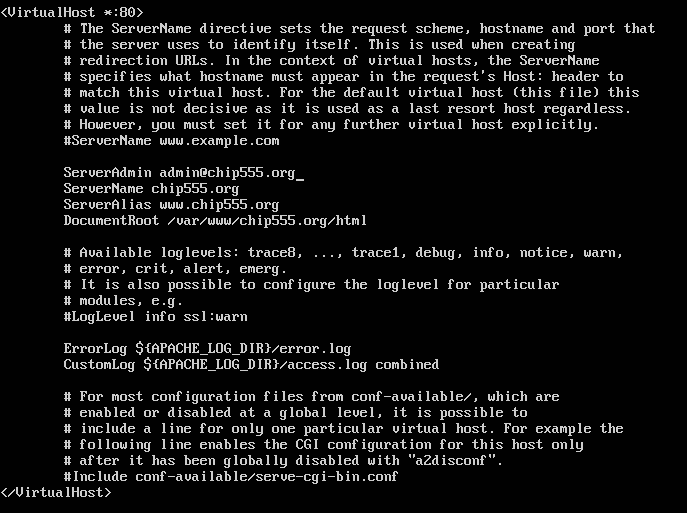 <VirtualHost *:80>
# The ServerName directive sets the request scheme, hostname and port that
# the server uses to identify itself. This is used when creating
# redirection URLs. In the context of virtual hosts, the ServerName
# specifies what hostname must appear in the request's Host: header to
# match this virtual host. For the default virtual host (this file) this
# value is not decisive as it is used as a last resort host regardless.
# However, you must set it for any further virtual host explicitly.
#ServerName www.example.com
ServerAdmin admin@chip555.org_
ServerName chip555.org
ServerAlias www.chip555.org
DocumentRoot /var/www/chip555.org/html
# Available loglevels: trace8, ..., trace1, debug, info, notice, warn,
# error, crit, alert, emerg.
# It is also possible to configure the loglevel for particular
# modules, e.g.
#LogLevel info ssl:warn
ErrorLog ${APACHE_LOG_DIR}/error.log
CustomLog ${APACHE_LOG_DIR}/access.log combined
# For most configuration files from conf-available/, which are
# enabled or disabled at a global level, it is possible to
# include a line for only one particular virtual host. For example the
# following line enables the CGI configuration for this host only
# after it has been globally disabled with "a2disconf".
#Include conf-available/serve-cgi-bin.conf
</VirtualHost>